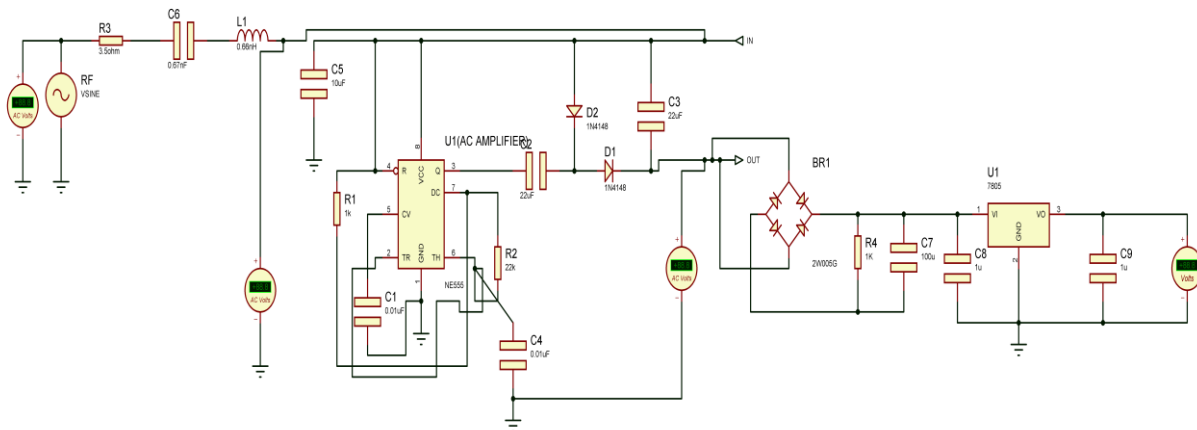 C6
0.67nF
L1
0.66nH
R3
3.5ohm
RF
VSINE
AC Volts
IN
C5
10uF
D2
1N4148
C3
22uF
U1(AC AMPLIFIER)
C2
22uF
D1
1N4148
OUT
BR1
2W005G
U1
7805
1
VI
VO
3
GND
2
R1
1k
4
R
8
VCC
Q
3
DC
7
5
CV
GND
2
TR
TH
6
1
NE555
R2
22k
C1
0.01uF
C4
0.01uF
AC Volts
AC Volts
R4
1K
C7
100u
C8
1u
C9
1u
Volts